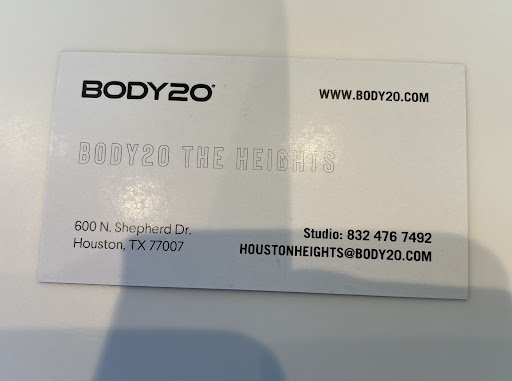 BODY20
WWW.BODY20.COM
BODY20 THE HEIGHTS
600 N. Shepherd Dr.
Houston, TX 77007
Studio: 832 476 7492
HOUSTONHEIGHTS@BODY20.COM